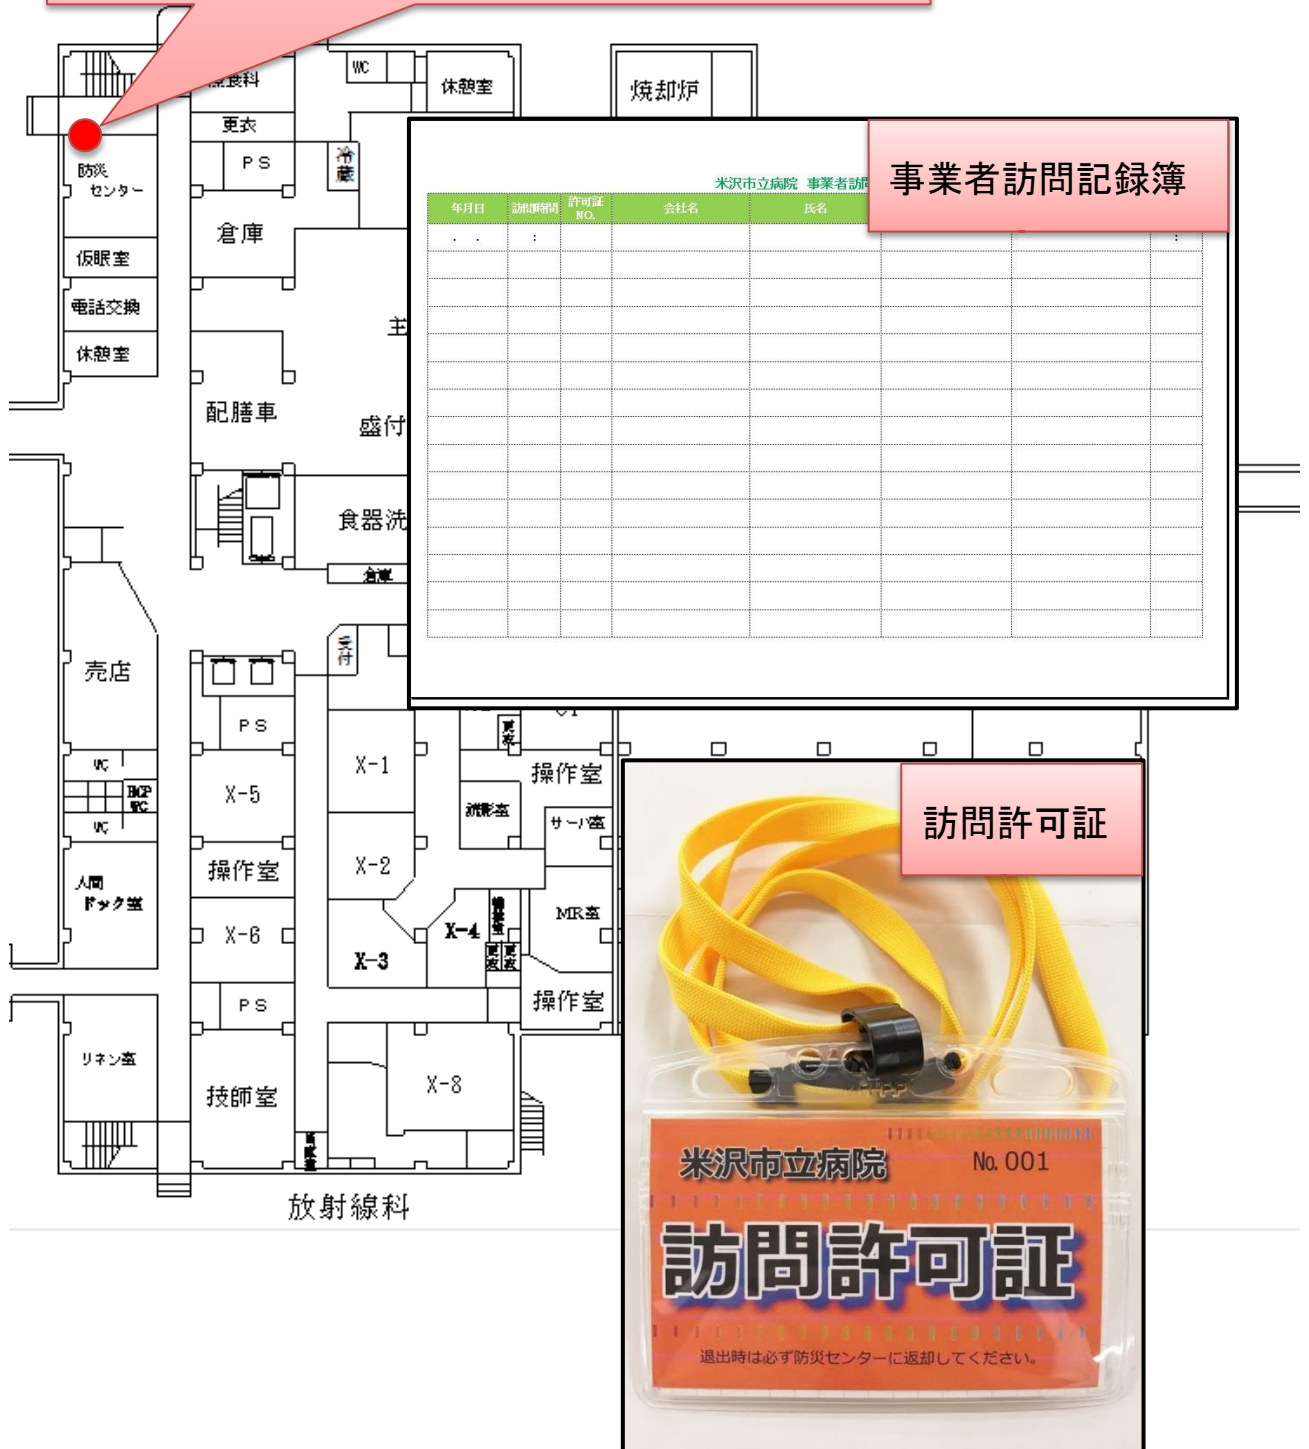 WC
休憩室
焼却炉
更衣
PS
冷蔵
防災
センター
倉庫
仮眠室
電話交換
休憩室
配膳車
盛付
食器洗
倉庫
受付
売店
PS
WC
WC
X-5
X-1
操作室
サーバ室
更衣
X-2
操作室
人間
ドック室
X-6
X-3
X-4
MR室
更衣
更衣
PS
操作室
リネン室
技師室
X-8
放射線科
事業者訪問記録簿
米沢市立病院 事業者訪
年月日 訪問時間 許可証NO. 会社名 氏名
. . : :
訪問許可証
米沢市立病院 No.001
訪問許可証
退出時は必ず防災センターに返却してください。